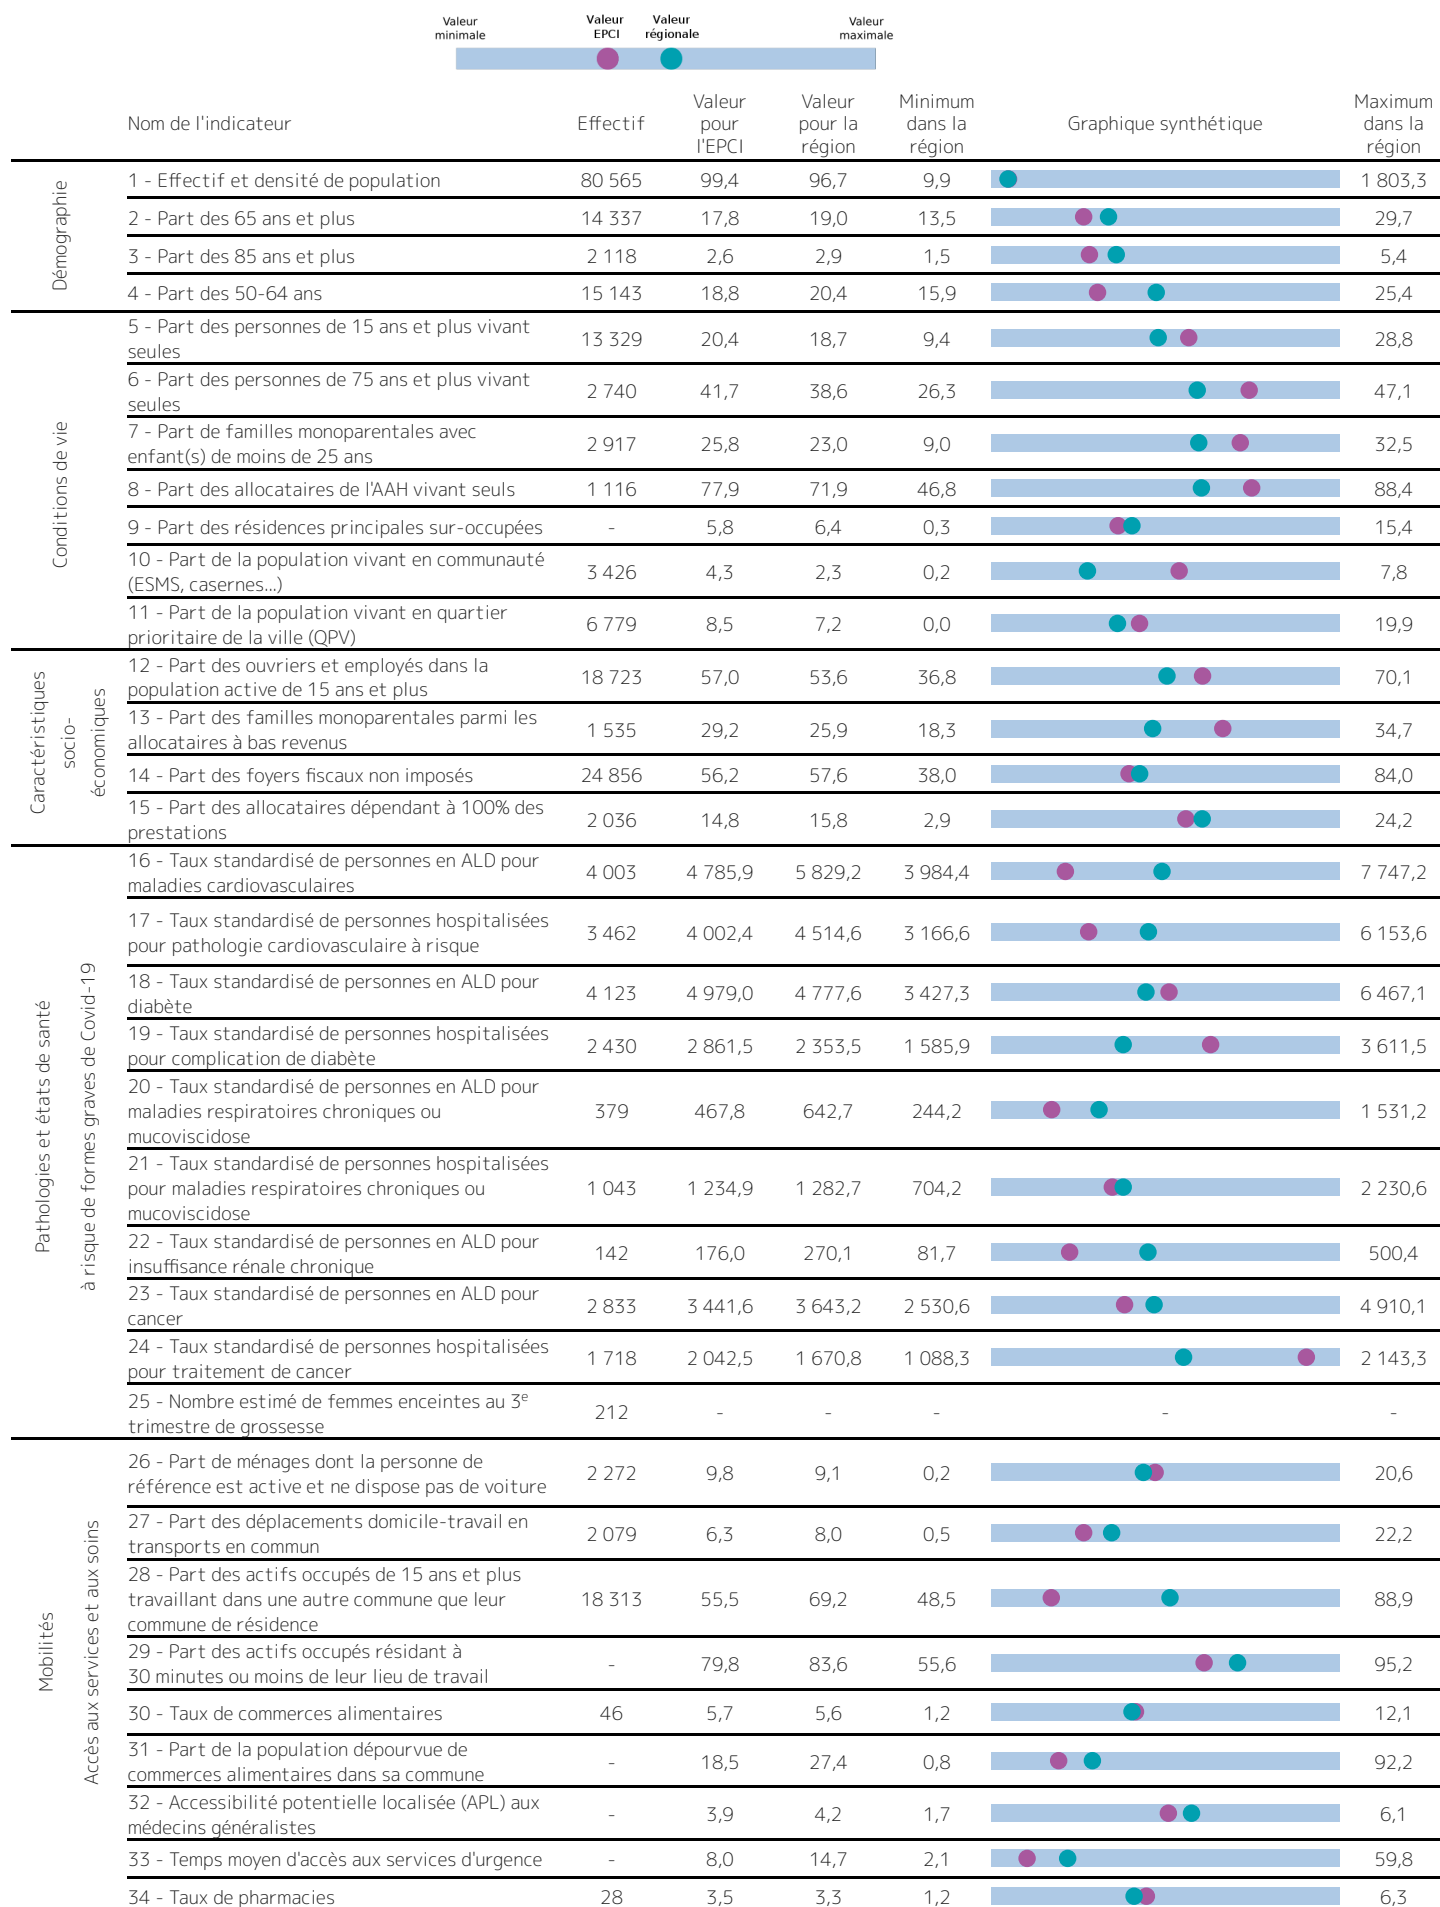 Valeur minimale
Valeur EPCI
Valeur régionale
Valeur maximale
Nom de l'indicateur
Effectif
Valeur pour l'EPCI
Valeur pour la région
Minimum dans la région
Graphique synthétique
Maximum dans la région
Démographie
1 - Effectif et densité de population 80 565 99,4 96,7 9,9 1 803,3
2 - Part des 65 ans et plus 14 337 17,8 19,0 13,5 29,7
3 - Part des 85 ans et plus 2 118 2,6 2,9 1,5 5,4
4 - Part des 50-64 ans 15 143 18,8 20,4 15,9 25,4
Conditions de vie
5 - Part des personnes de 15 ans et plus vivant
seules 13 329 20,4 18,7 9,4 28,8
6 - Part des personnes de 75 ans et plus vivant
seules 2 740 41,7 38,6 26,3 47,1
7 - Part de familles monoparentales avec
enfant(s) de moins de 25 ans 2 917 25,8 23,0 9,0 32,5
8 - Part des allocataires de l'AAH vivant seuls 1 116 77,9 71,9 46,8 88,4
9 - Part des résidences principales sur-occupées - 5,8 6,4 0,3 15,4
10 - Part de la population vivant en communauté
(ESMS, casernes...) 3 426 4,3 2,3 0,2 7,8
11 - Part de la population vivant en quartier
prioritaire de la ville (QPV) 6 779 8,5 7,2 0,0 19,9
Caractéristiques
socio-
économiques
12 - Part des ouvriers et employés dans la
population active de 15 ans et plus 18 723 57,0 53,6 36,8 70,1
13 - Part des familles monoparentales parmi les
allocataires à bas revenus 1 535 29,2 25,9 18,3 34,7
14 - Part des foyers fiscaux non imposés 24 856 56,2 57,6 38,0 84,0
15 - Part des allocataires dépendant à 100% des
prestations 2 036 14,8 15,8 2,9 24,2
Pathologies et états de santé
à risque de formes graves de Covid-19
16 - Taux standardisé de personnes en ALD pour
maladies cardiovasculaires 4 003 4 785,9 5 829,2 3 984,4 7 747,2
17 - Taux standardisé de personnes hospitalisées
pour pathologie cardiovasculaire à risque 3 462 4 002,4 4 514,6 3 166,6 6 153,6
18 - Taux standardisé de personnes en ALD pour
diabète 4 123 4 979,0 4 777,6 3 427,3 6 467,1
19 - Taux standardisé de personnes hospitalisées
pour complication de diabète 2 430 2 861,5 2 353,5 1 585,9 3 611,5
20 - Taux standardisé de personnes en ALD pour
maladies respiratoires chroniques ou
mucoviscidose 379 467,8 642,7 244,2 1 531,2
21 - Taux standardisé de personnes hospitalisées
pour maladies respiratoires chroniques ou
mucoviscidose 1 043 1 234,9 1 282,7 704,2 2 230,6
22 - Taux standardisé de personnes en ALD pour
insuffisance rénale chronique 142 176,0 270,1 81,7 500,4
23 - Taux standardisé de personnes en ALD pour
cancer 2 833 3 441,6 3 643,2 2 530,6 4 910,1
24 - Taux standardisé de personnes hospitalisées
pour traitement de cancer 1 718 2 042,5 1 670,8 1 088,3 2 143,3
25 - Nombre estimé de femmes enceintes au 3e
trimestre de grossesse 212 - - - - -
Mobilités
Accès aux services et aux soins
26 - Part de ménages dont la personne de
référence est active et ne dispose pas de voiture 2 272 9,8 9,1 0,2 20,6
27 - Part des déplacements domicile-travail en
transports en commun 2 079 6,3 8,0 0,5 22,2
28 - Part des actifs occupés de 15 ans et plus
travaillant dans une autre commune que leur
commune de résidence 18 313 55,5 69,2 48,5 88,9
29 - Part des actifs occupés résidant à
30 minutes ou moins de leur lieu de travail - 79,8 83,6 55,6 95,2
30 - Taux de commerces alimentaires 46 5,7 5,6 1,2 12,1
31 - Part de la population dépourvue de
commerces alimentaires dans sa commune - 18,5 27,4 0,8 92,2
32 - Accessibilité potentielle localisée (APL) aux
médecins généralistes - 3,9 4,2 1,7 6,1
33 - Temps moyen d'accès aux services d'urgence - 8,0 14,7 2,1 59,8
34 - Taux de pharmacies 28 3,5 3,3 1,2 6,3